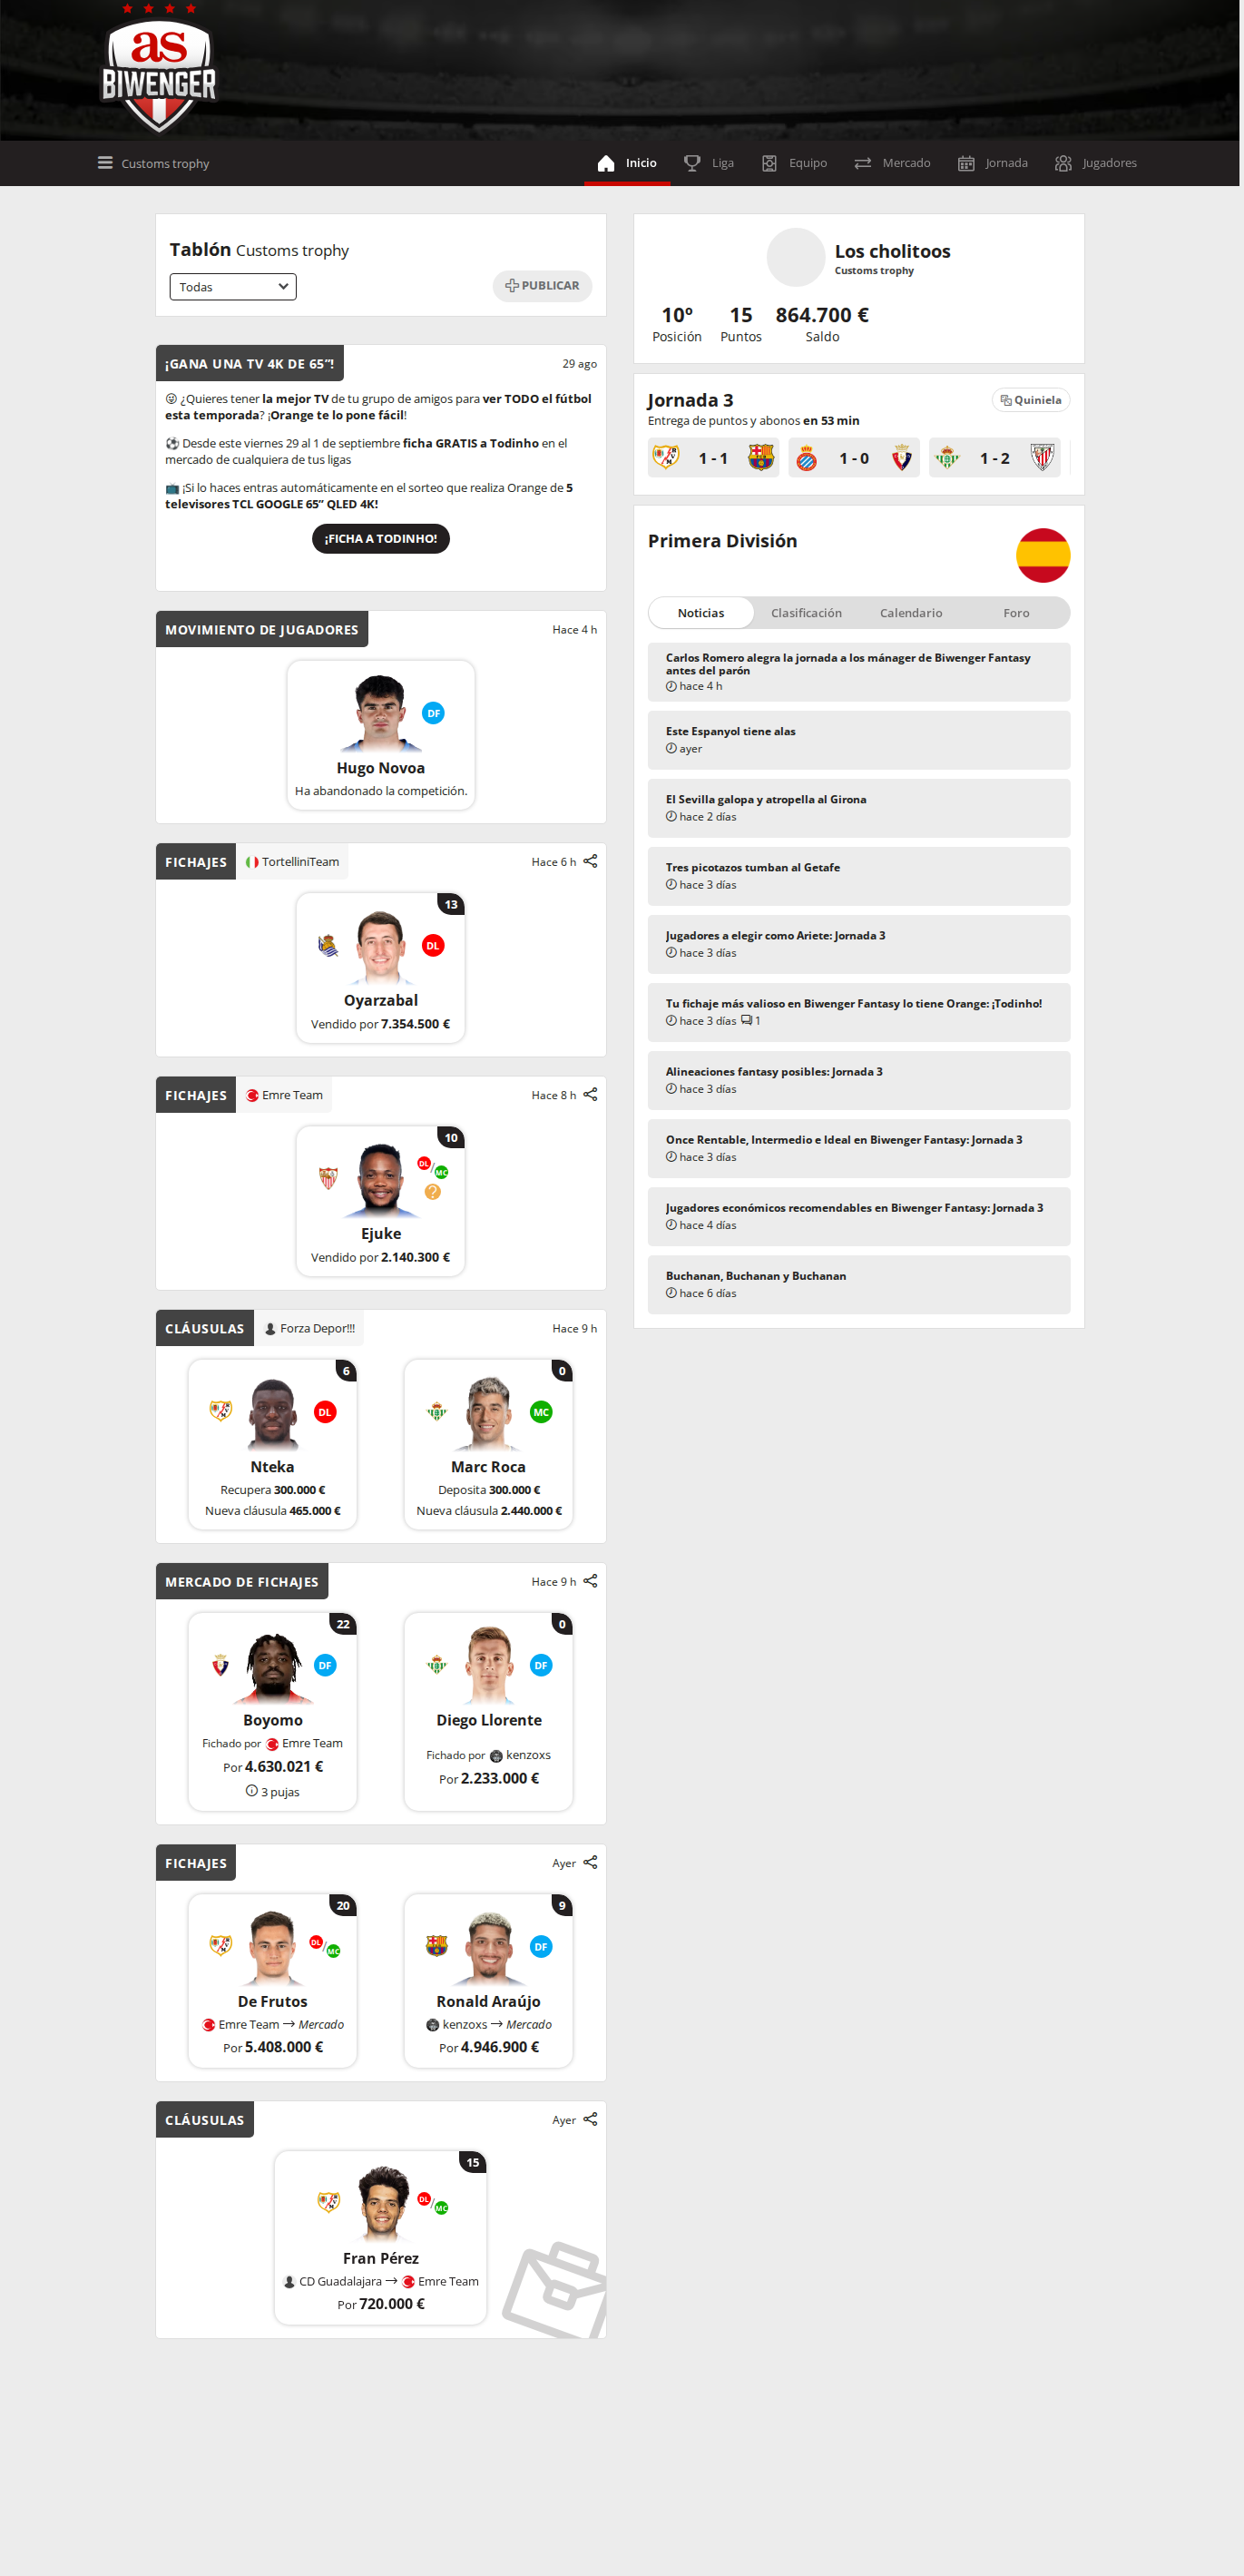 as
BIWENGER
Customs trophy
Inicio
Liga
Equipo
Mercado
Jornada
Jugadores
Tablón Customs trophy
Todas
PUBLICAR
¡GANA UNA TV 4K DE 65”!
29 ago
😜 ¿Quieres tener la mejor TV de tu grupo de amigos para ver TODO el fútbol
esta temporada? ¡Orange te lo pone fácil!
⚽ Desde este viernes 29 al 1 de septiembre ficha GRATIS a Todinho en el
mercado de cualquiera de tus ligas
📺 ¡Si lo haces entras automáticamente en el sorteo que realiza Orange de 5
televisores TCL GOOGLE 65” QLED 4K!
¡FICHA A TODINHO!
MOVIMIENTO DE JUGADORES
Hace 4 h
DF
Hugo Novoa
Ha abandonado la competición.
FICHAJES
TortelliniTeam
Hace 6 h
13
DL
Oyarzabal
Vendido por 7.354.500 €
FICHAJES
Emre Team
Hace 8 h
10
DL/MC
?
Ejuke
Vendido por 2.140.300 €
CLÁUSULAS
Forza Depor!!!
Hace 9 h
6
DL
Nteka
Recupera 300.000 €
Nueva cláusula 465.000 €
0
MC
Marc Roca
Deposita 300.000 €
Nueva cláusula 2.440.000 €
MERCADO DE FICHAJES
Hace 9 h
22
DF
Boyomo
Fichado por Emre Team
Por 4.630.021 €
3 pujas
0
DF
Diego Llorente
Fichado por kenzoxs
Por 2.233.000 €
FICHAJES
Ayer
20
DL/MC
De Frutos
Emre Team → Mercado
Por 5.408.000 €
9
DF
Ronald Araújo
kenzoxs → Mercado
Por 4.946.900 €
CLÁUSULAS
Ayer
15
DL/MC
Fran Pérez
CD Guadalajara → Emre Team
Por 720.000 €
Los cholitoos
Customs trophy
10º
Posición
15
Puntos
864.700 €
Saldo
Jornada 3
Quiniela
Entrega de puntos y abonos en 53 min
1 - 1
1 - 0
1 - 2
Primera División
Noticias
Clasificación
Calendario
Foro
Carlos Romero alegra la jornada a los mánager de Biwenger Fantasy
antes del parón
hace 4 h
Este Espanyol tiene alas
ayer
El Sevilla galopa y atropella al Girona
hace 2 días
Tres picotazos tumban al Getafe
hace 3 días
Jugadores a elegir como Ariete: Jornada 3
hace 3 días
Tu fichaje más valioso en Biwenger Fantasy lo tiene Orange: ¡Todinho!
hace 3 días 1
Alineaciones fantasy posibles: Jornada 3
hace 3 días
Once Rentable, Intermedio e Ideal en Biwenger Fantasy: Jornada 3
hace 3 días
Jugadores económicos recomendables en Biwenger Fantasy: Jornada 3
hace 4 días
Buchanan, Buchanan y Buchanan
hace 6 días